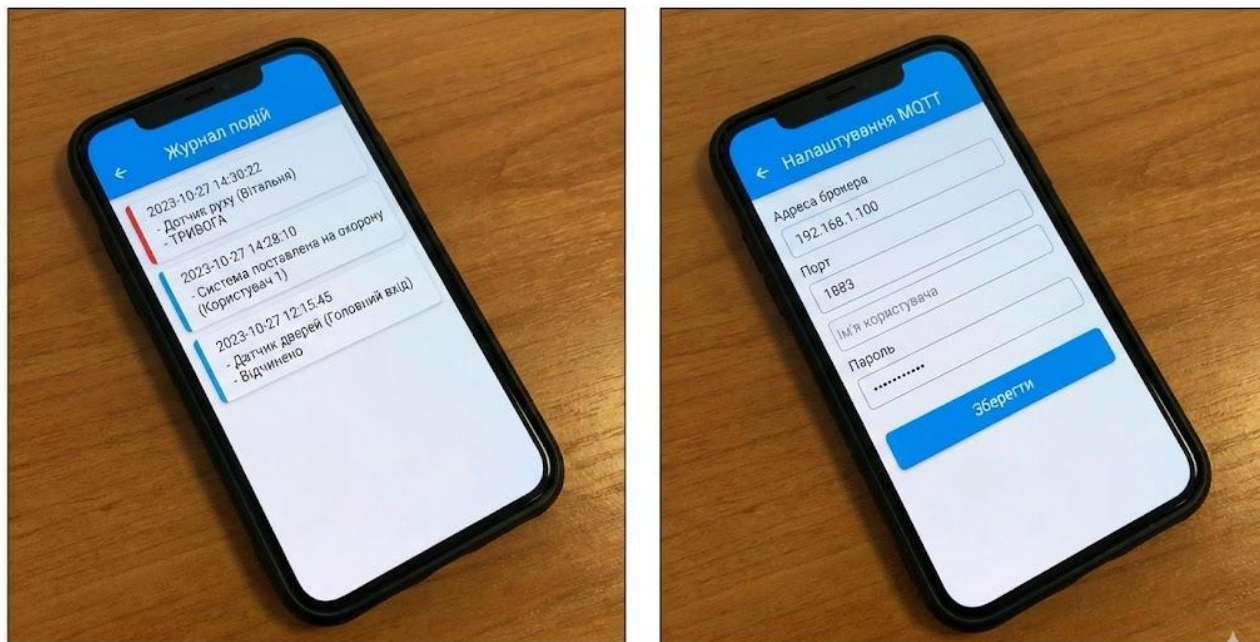 Журнал подій
2023-10-27 14:30:22
- Дотчик руху (Вітальня)
- ТРИВОГА
2023-10-27 14:28:10
- Система поставлена на охорону
(Користувач 1)
2023-10-27 12:15.45
- Датчик дверей (Головний вхід)
- Відчинено
Налаштування MQTT
Адреса брокера
192.168.1.100
Порт
1883
Ім'я користувача
Пароль
•••••••••••
Зберегти